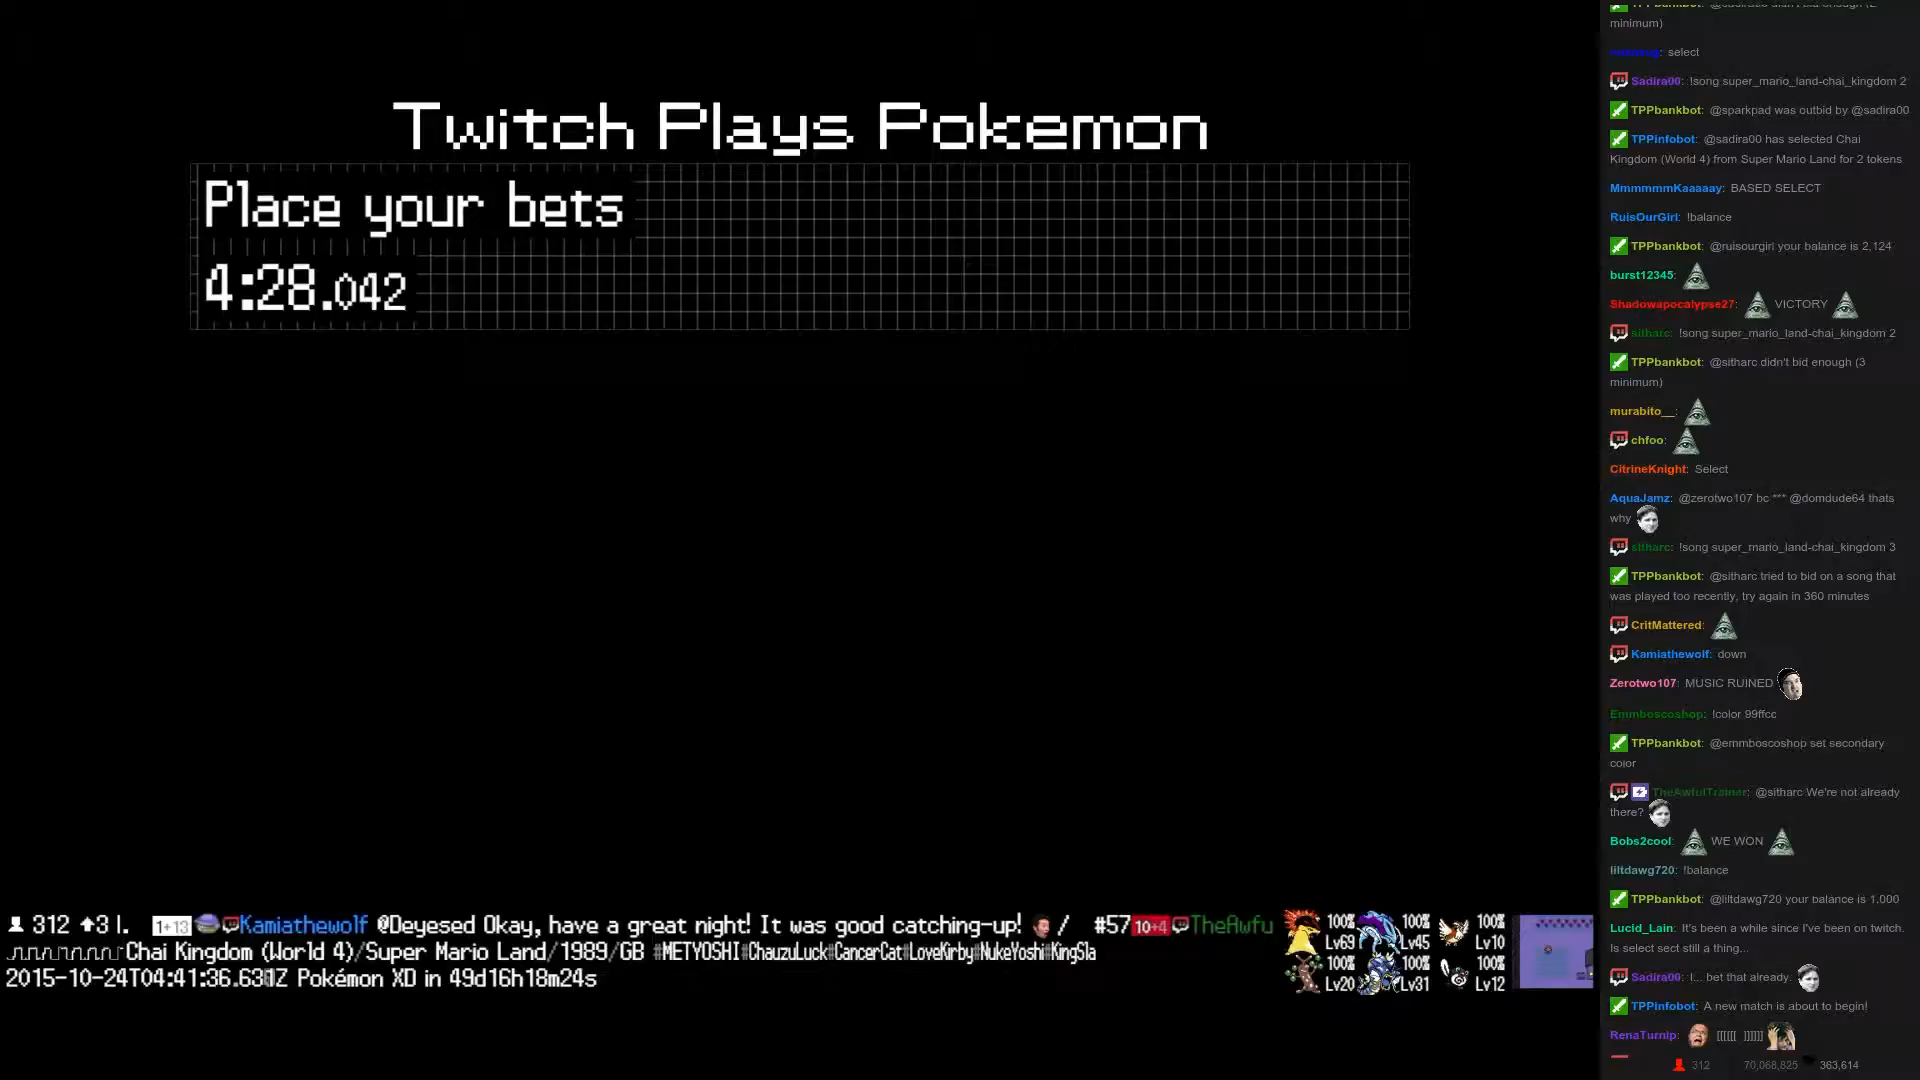 Twitch Plays Pokemon
Place your bets
4:28.042
312 3 |. 1+13 Kamiathewolf @Deyesed Okay, have a great night! It was good catching-up! / #57 10+4 TheAwfu
Chai Kingdom (World 4)/Super Mario Land/1989/GB #METYOSHI#ChauzuLuck#CancerCat#LoveKirby#NukeYoshi#KingSla
Pokémon XD in 49d16h18m24s
100% 100% 100%
Lv69 Lv45 Lv10
100% 100% 100%
Lv20 Lv31 Lv12
minimum)
select
Sadira00: !song super_mario_land-chai_kingdom 2
TPPbankbot: @sparkpad was outbid by @sadira00
TPPinfobot: @sadira00 has selected Chai
Kingdom (World 4) from Super Mario Land for 2 tokens
MmmmmmKaaaaay: BASED SELECT
RuisOurGirl: !balance
TPPbankbot: @ruisourgirl your balance is 2,124
burst12345:
Shadowapocalypse27: VICTORY
sitharc: !song super_mario_land-chai_kingdom 2
TPPbankbot: @sitharc didn't bid enough (3
minimum)
murabito__:
chfoo:
CitrineKnight: Select
AquaJamz: @zerotwo107 bc *** @domdude64 thats
why
sitharc: !song super_mario_land-chai_kingdom 3
TPPbankbot: @sitharc tried to bid on a song that
was played too recently, try again in 360 minutes
CritMattered:
Kamiathewolf: down
Zerotwo107: MUSIC RUINED
Emmboscoshop: !color 99ffcc
TPPbankbot: @emmboscoshop set secondary
color
TheAwfulTrainer: @sitharc We're not already
there?
Bobs2cool: WE WON
liltdawg720: !balance
TPPbankbot: @liltdawg720 your balance is 1,000
Lucid_Lain: It's been a while since I've been on twitch.
Is select sect still a thing...
Sadira00: I... bet that already.
TPPinfobot: A new match is about to begin!
RenaTurnip: [[[[[[ ]]]]]]
312 70,068,825 363,614